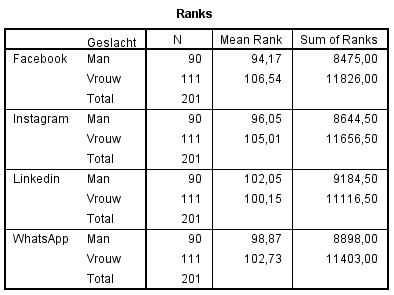 Ranks
Geslacht N Mean Rank Sum of Ranks
Facebook Man 90 94,17 8475,00
Vrouw 111 106,54 11826,00
Total 201
Instagram Man 90 96,05 8644,50
Vrouw 111 105,01 11656,50
Total 201
Linkedin Man 90 102,05 9184,50
Vrouw 111 100,15 11116,50
Total 201
WhatsApp Man 90 98,87 8898,00
Vrouw 111 102,73 11403,00
Total 201